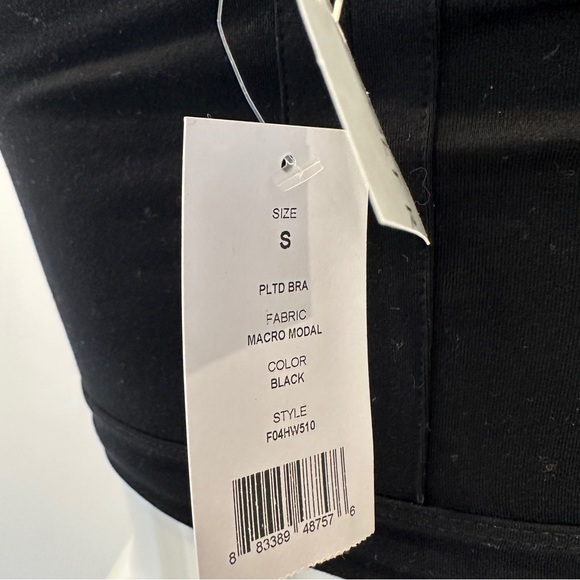 SIZE
S
PLTD BRA
FABRIC
MACRO MODAL
COLOR
BLACK
STYLE
F04HW510
8 83389 48757 6